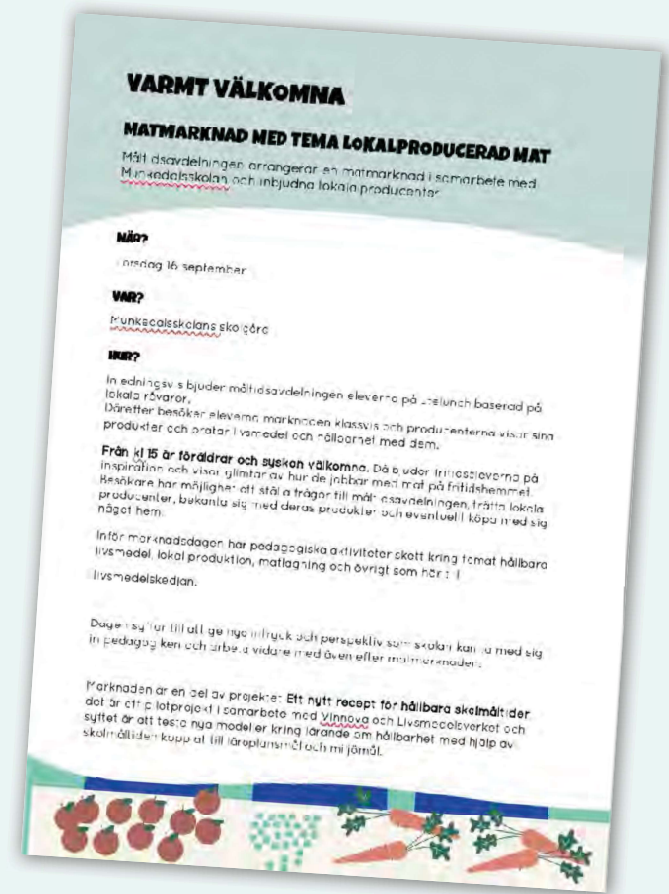 VARMT VÄLKOMNA
MATMARKNAD MED TEMA LOKALPRODUCERAD MAT
Måltidsavdelningen arrangerar en matmarknad i samarbete med
Munkedalsskolan och inbjudna lokala producenter.
NÄR?
Torsdag 16 september
VAR?
Munkedalsskolans skolgård
HUR?
Inledningsvis bjuder måltidsavdelningen eleverna på utelunch baserad på
lokala råvaror.
Därefter besöker eleverna marknaden klassvis och producenterna visar sina
produkter och pratar livsmedel och hållbarhet med dem.
Från kl 15 är föräldrar och syskon välkomna. Då bjuder fritidseleverna på
inspiration och visar glimtar av hur de jobbar med mat på fritidshemmet.
Besökare har möjlighet att ställa frågor till måltidsavdelningen, träffa lokala
producenter, bekanta sig med deras produkter och eventuellt köpa med sig
något hem.
Inför marknadsdagen har pedagogiska aktiviteter skett kring temat hållbara
livsmedel, lokal produktion, matlagning och övrigt som hör till
livsmedelskedjan.
Dagen syftar till att ge nya intryck och perspektiv som skolan kan ta med sig
in pedagogiken och arbeta vidare med även efter matmarknaden.
Marknaden är en del av projektet Ett nytt recept för hållbara skolmåltider
det är ett pilotprojekt i samarbete med Vinnova och Livsmedelsverket och
syftet är att testa nya modeller kring lärande om hållbarhet med hjälp av
skolmåltiden kopplat till läroplansmål och miljömål.